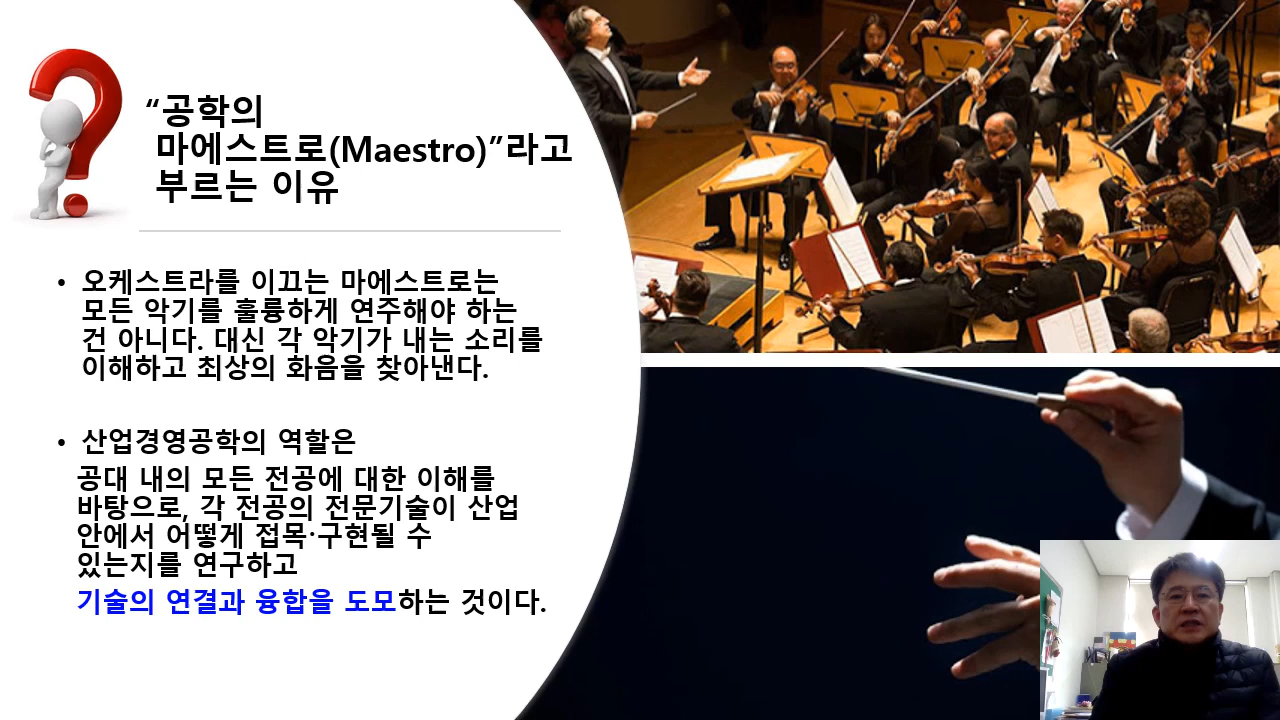 “공학의
마에스트로(Maestro)”라고
부르는 이유
• 오케스트라를 이끄는 마에스트로는
모든 악기를 훌륭하게 연주해야 하는
건 아니다. 대신 각 악기가 내는 소리를
이해하고 최상의 화음을 찾아낸다.
• 산업경영공학의 역할은
공대 내의 모든 전공에 대한 이해를
바탕으로, 각 전공의 전문기술이 산업
안에서 어떻게 접목·구현될 수
있는지를 연구하고
기술의 연결과 융합을 도모하는 것이다.